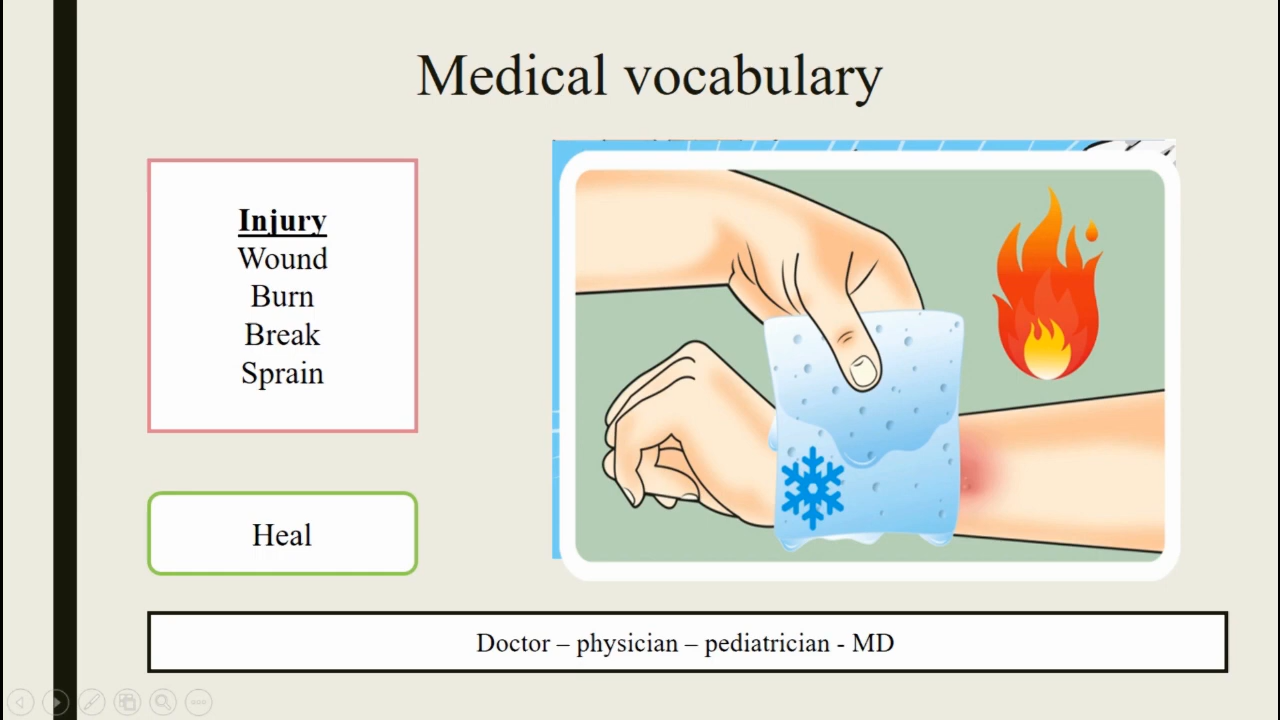 Medical vocabulary
Injury
Wound
Burn
Break
Sprain
Heal
Doctor – physician – pediatrician - MD